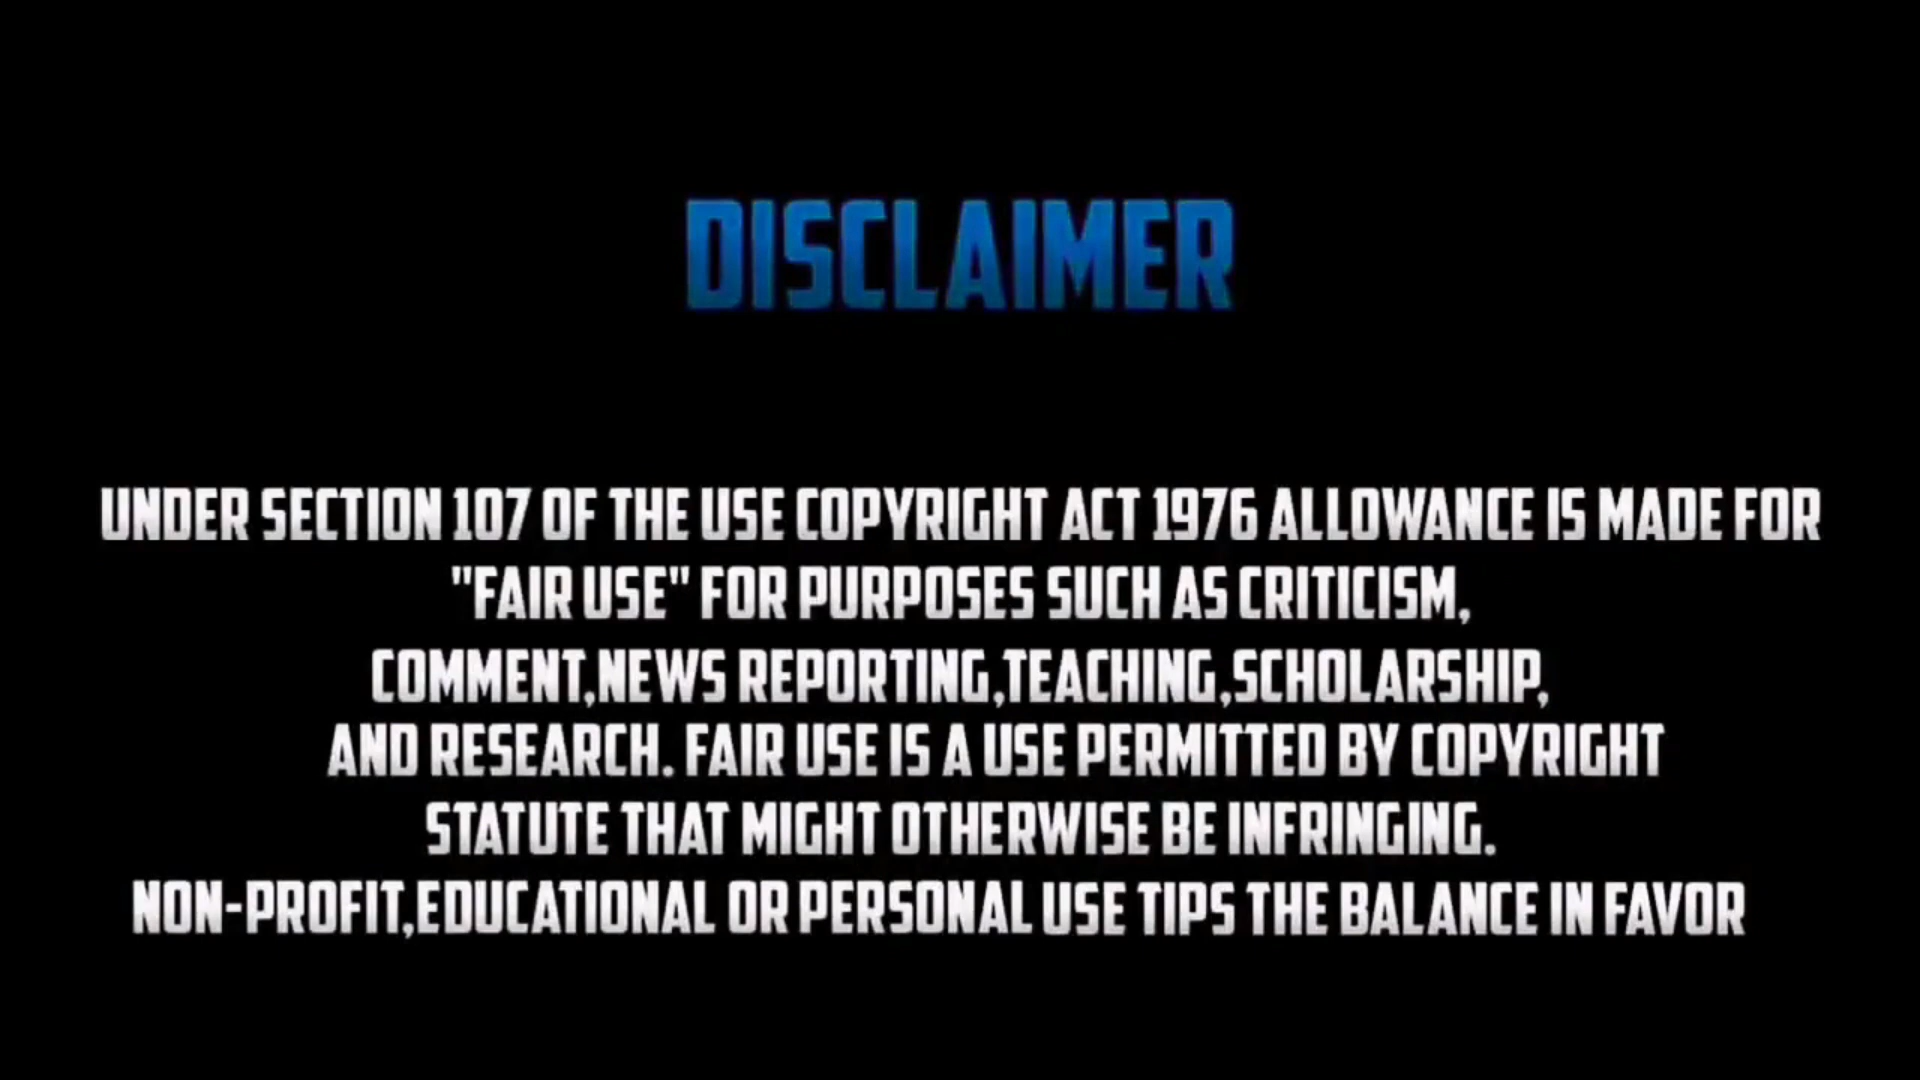 DISCLAIMER
UNDER SECTION 107 OF THE USE COPYRIGHT ACT 1976 ALLOWANCE IS MADE FOR
"FAIR USE" FOR PURPOSES SUCH AS CRITICISM,
COMMENT,NEWS REPORTING,TEACHING,SCHOLARSHIP,
AND RESEARCH. FAIR USE IS A USE PERMITTED BY COPYRIGHT
STATUTE THAT MIGHT OTHERWISE BE INFRINGING.
NON-PROFIT,EDUCATIONAL OR PERSONAL USE TIPS THE BALANCE IN FAVOR